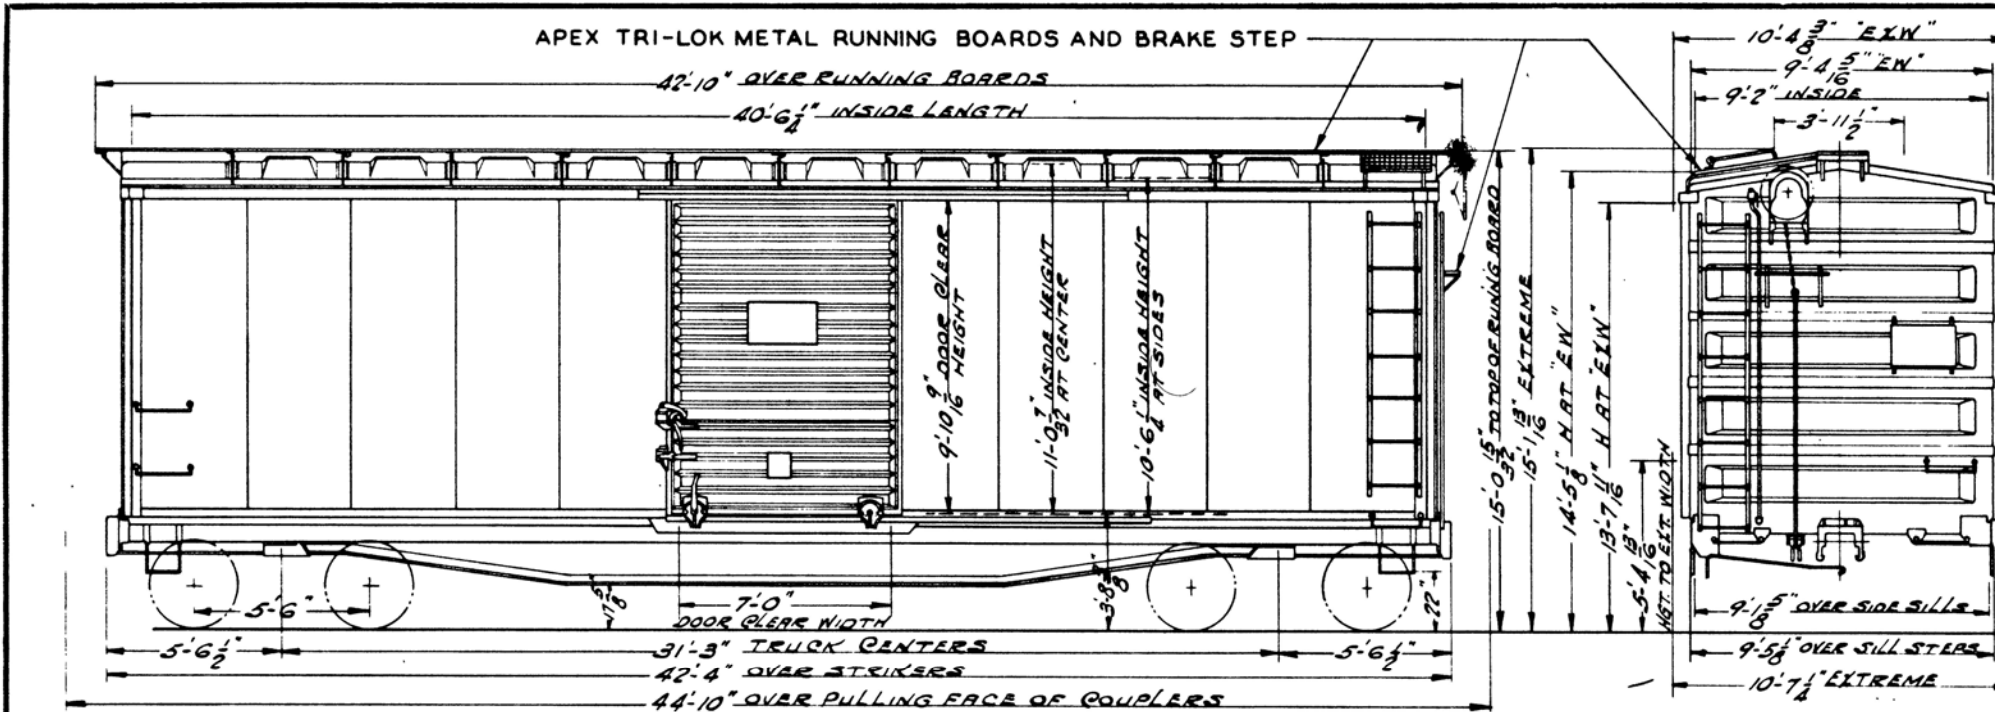 APEX TRI-LOK METAL RUNNING BOARDS AND BRAKE STEP
42'-10" OVER RUNNING BOARDS
40'-6 1/4" INSIDE LENGTH
9'-10 9/16" DOOR CLEAR
HEIGHT
11'-0 7/32" INSIDE HEIGHT
AT CENTER
10'-6 1/4" INSIDE HEIGHT
AT SIDES
15'-0 15/32" TO TOP OF RUNNING BOARD
15'-1 13/16" EXTREME
14'-5 1/8" H AT "EW"
13'-7 11/16" H AT "EXW"
5'-4 13/16"
HGT. TO EXT. WIDTH
10'-4 3/8" "EXW"
9'-4 5/16" "EW"
9'-2" INSIDE
3'-11 1/2"
5'-6"
7'-0"
DOOR CLEAR WIDTH
22"
5'-6 1/2"
31'-3" TRUCK CENTERS
5'-6 1/2"
42'-4" OVER STRIKERS
44'-10" OVER PULLING FACE OF COUPLERS
9'-1 5/8" OVER SIDE SILLS
9'-5 1/8" OVER SILL STEPS
10'-7 1/4" EXTREME